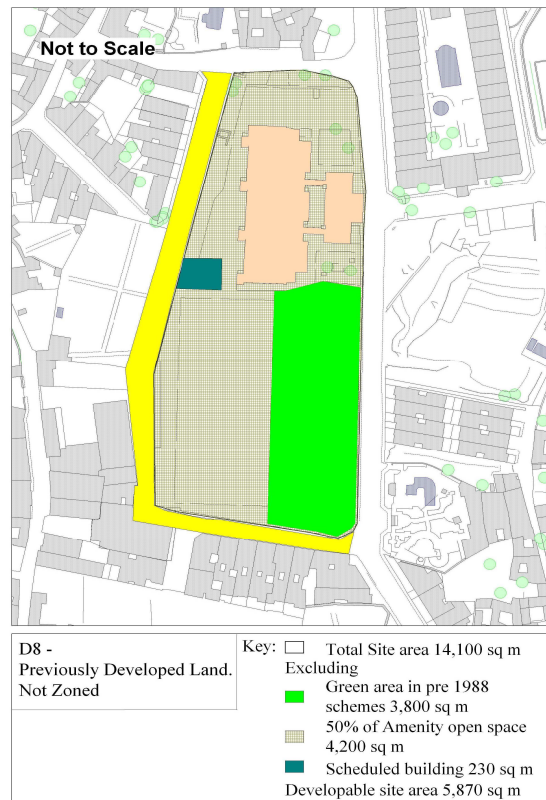 Not to Scale
D8 -
Previously Developed Land.
Not Zoned
Key: Total Site area 14,100 sq m
Excluding
Green area in pre 1988
schemes 3,800 sq m
50% of Amenity open space
4,200 sq m
Scheduled building 230 sq m
Developable site area 5,870 sq m